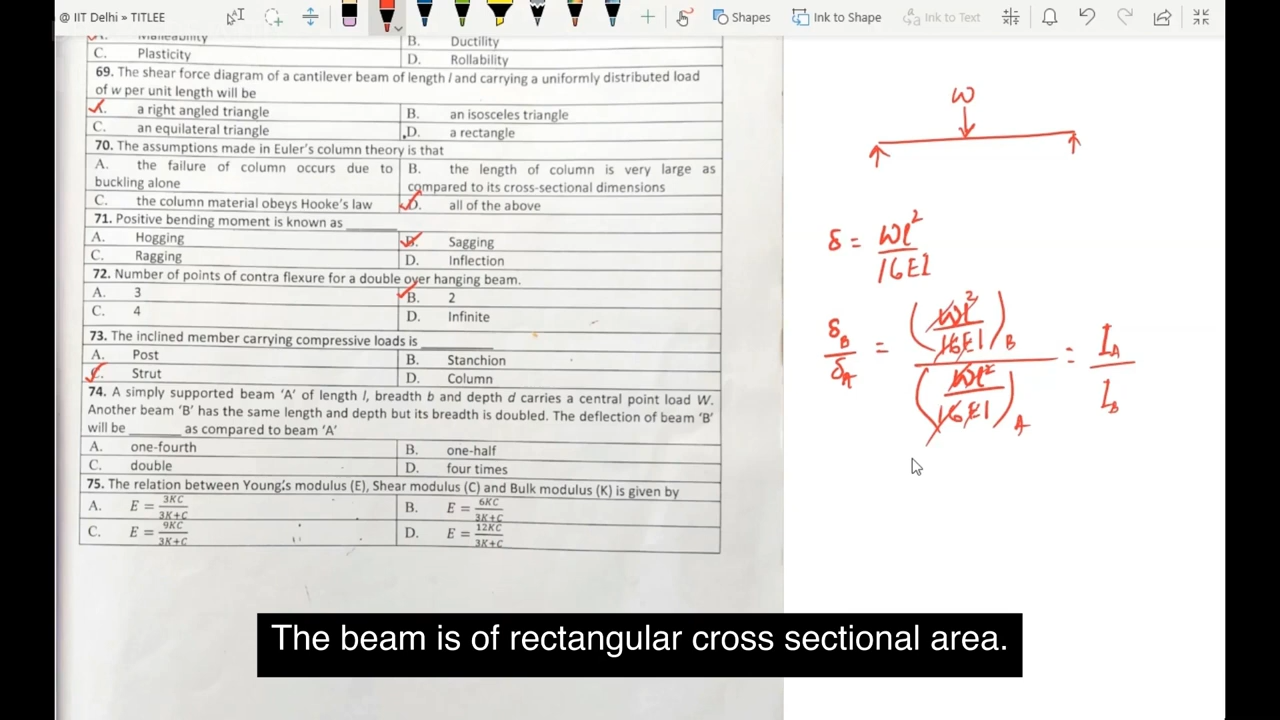 @ IIT Delhi » TITLEE
Shapes
Ink to Shape
Ink to Text
A. Malleability B. Ductility
C. Plasticity D. Rollability
69. The shear force diagram of a cantilever beam of length l and carrying a uniformly distributed load
of w per unit length will be
A. a right angled triangle B. an isosceles triangle
C. an equilateral triangle D. a rectangle
70. The assumptions made in Euler's column theory is that
A. the failure of column occurs due to B. the length of column is very large as
buckling alone compared to its cross-sectional dimensions
C. the column material obeys Hooke's law D. all of the above
71. Positive bending moment is known as ______
A. Hogging B. Sagging
C. Ragging D. Inflection
72. Number of points of contra flexure for a double over hanging beam.
A. 3 B. 2
C. 4 D. Infinite
73. The inclined member carrying compressive loads is ______
A. Post B. Stanchion
C. Strut D. Column
74. A simply supported beam 'A' of length l, breadth b and depth d carries a central point load W.
Another beam 'B' has the same length and depth but its breadth is doubled. The deflection of beam 'B'
will be ______ as compared to beam 'A'
A. one-fourth B. one-half
C. double D. four times
75. The relation between Young's modulus (E), Shear modulus (C) and Bulk modulus (K) is given by
A. E = 3KC/3K+C B. E = 6KC/3K+C
C. E = 9KC/3K+C D. E = 12KC/3K+C
W
δ = Wl²/16EI
δB/δA = (Wl²/16EI)B / (Wl²/16EI)A = IA/IB
The beam is of rectangular cross sectional area.